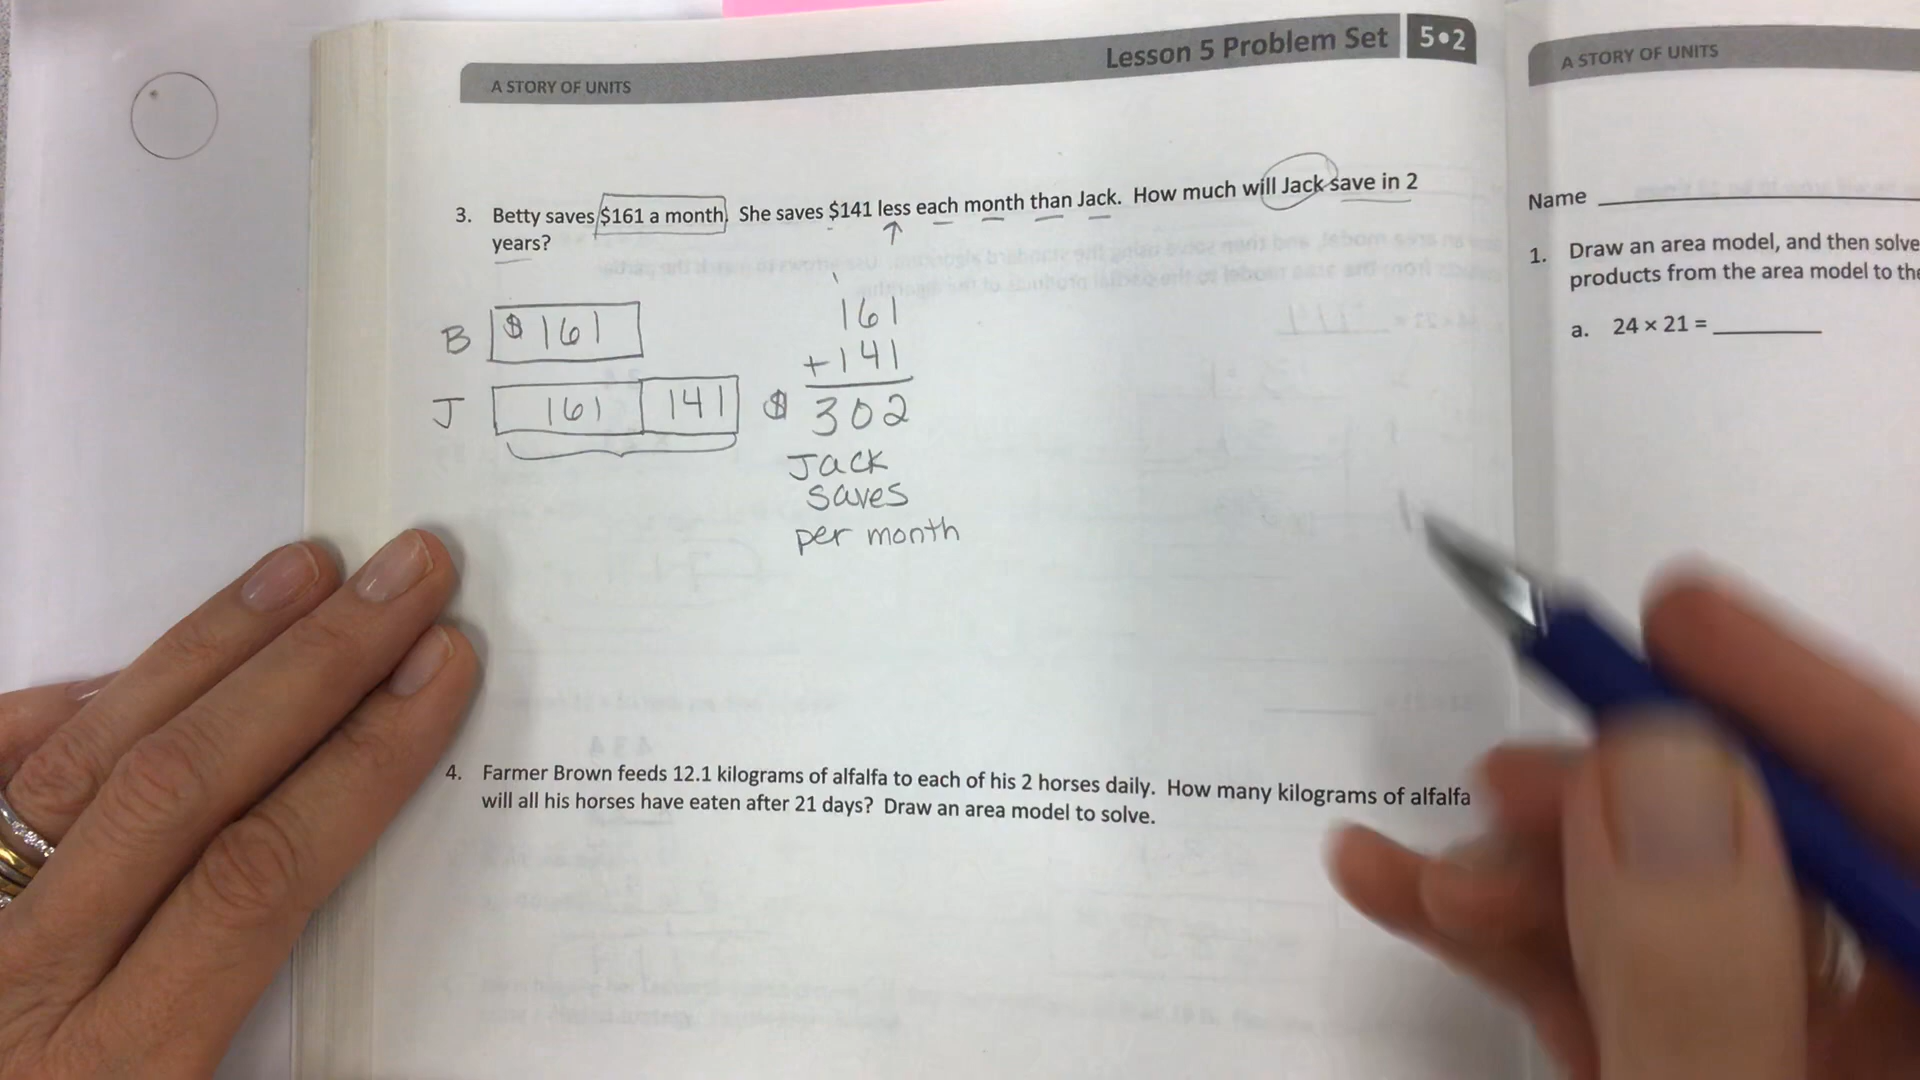 Lesson 5 Problem Set 5•2
A STORY OF UNITS
3. Betty saves $161 a month. She saves $141 less each month than Jack. How much will Jack save in 2
years?
B $161
J 161 141
1
161
+141
$ 302
Jack
saves
per month
4. Farmer Brown feeds 12.1 kilograms of alfalfa to each of his 2 horses daily. How many kilograms of alfalfa
will all his horses have eaten after 21 days? Draw an area model to solve.
A STORY OF UNITS
Name
1. Draw an area model, and then solve
products from the area model to the
a. 24 × 21 =